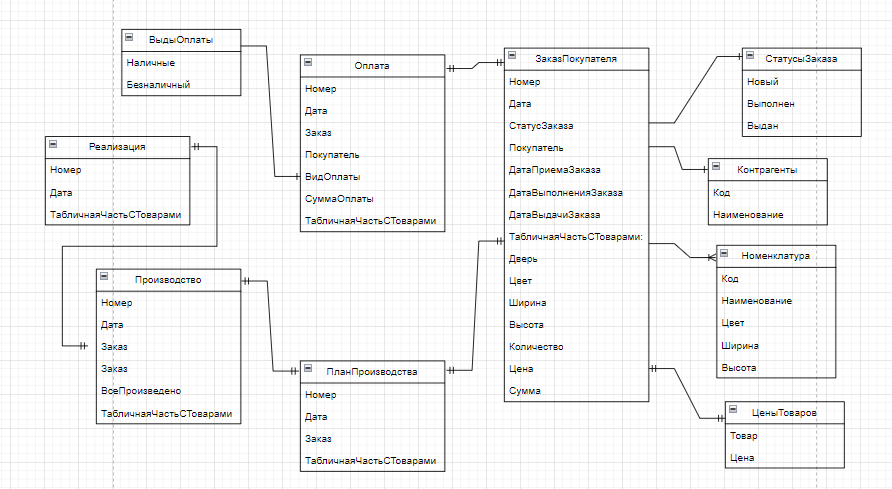 ВыдыОплаты
Наличные
Безналичный
Реализация
Номер
Дата
ТабличнаяЧастьСТоварами
Производство
Номер
Дата
Заказ
Заказ
ВсеПроизведено
ТабличнаяЧастьСТоварами
Оплата
Номер
Дата
Заказ
Покупатель
ВидОплаты
СуммаОплаты
ТабличнаяЧастьСТоварами
ПланПроизводства
Номер
Дата
Заказ
ТабличнаяЧастьСТоварами
ЗаказПокупателя
Номер
Дата
СтатусЗаказа
Покупатель
ДатаПриемаЗаказа
ДатаВыполненияЗаказа
ДатаВыдачиЗаказа
ТабличнаяЧастьСТоварами:
Дверь
Цвет
Ширина
Высота
Количество
Цена
Сумма
СтатусыЗаказа
Новый
Выполнен
Выдан
Контрагенты
Код
Наименование
Номенклатура
Код
Наименование
Цвет
Ширина
Высота
ЦеныТоваров
Товар
Цена